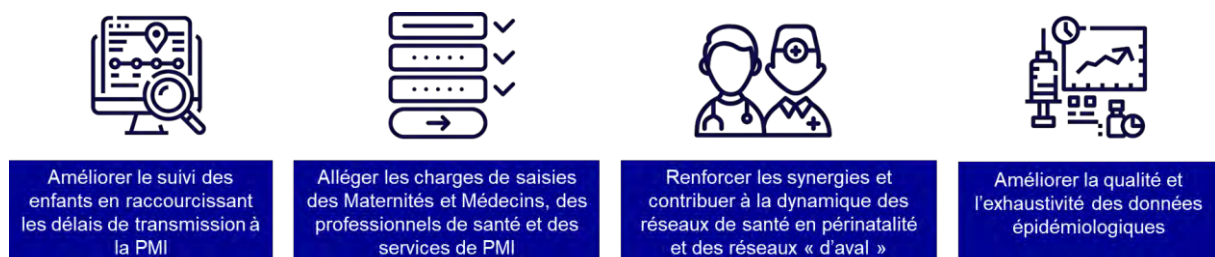 Améliorer le suivi des
enfants en raccourcissant
les délais de transmission à
la PMI
Alléger les charges de saisies
des Maternités et Médecins, des
professionnels de santé et des
services de PMI
Renforcer les synergies et
contribuer à la dynamique des
réseaux de santé en périnatalité
et des réseaux « d'aval »
Améliorer la qualité et
l'exhaustivité des données
épidémiologiques